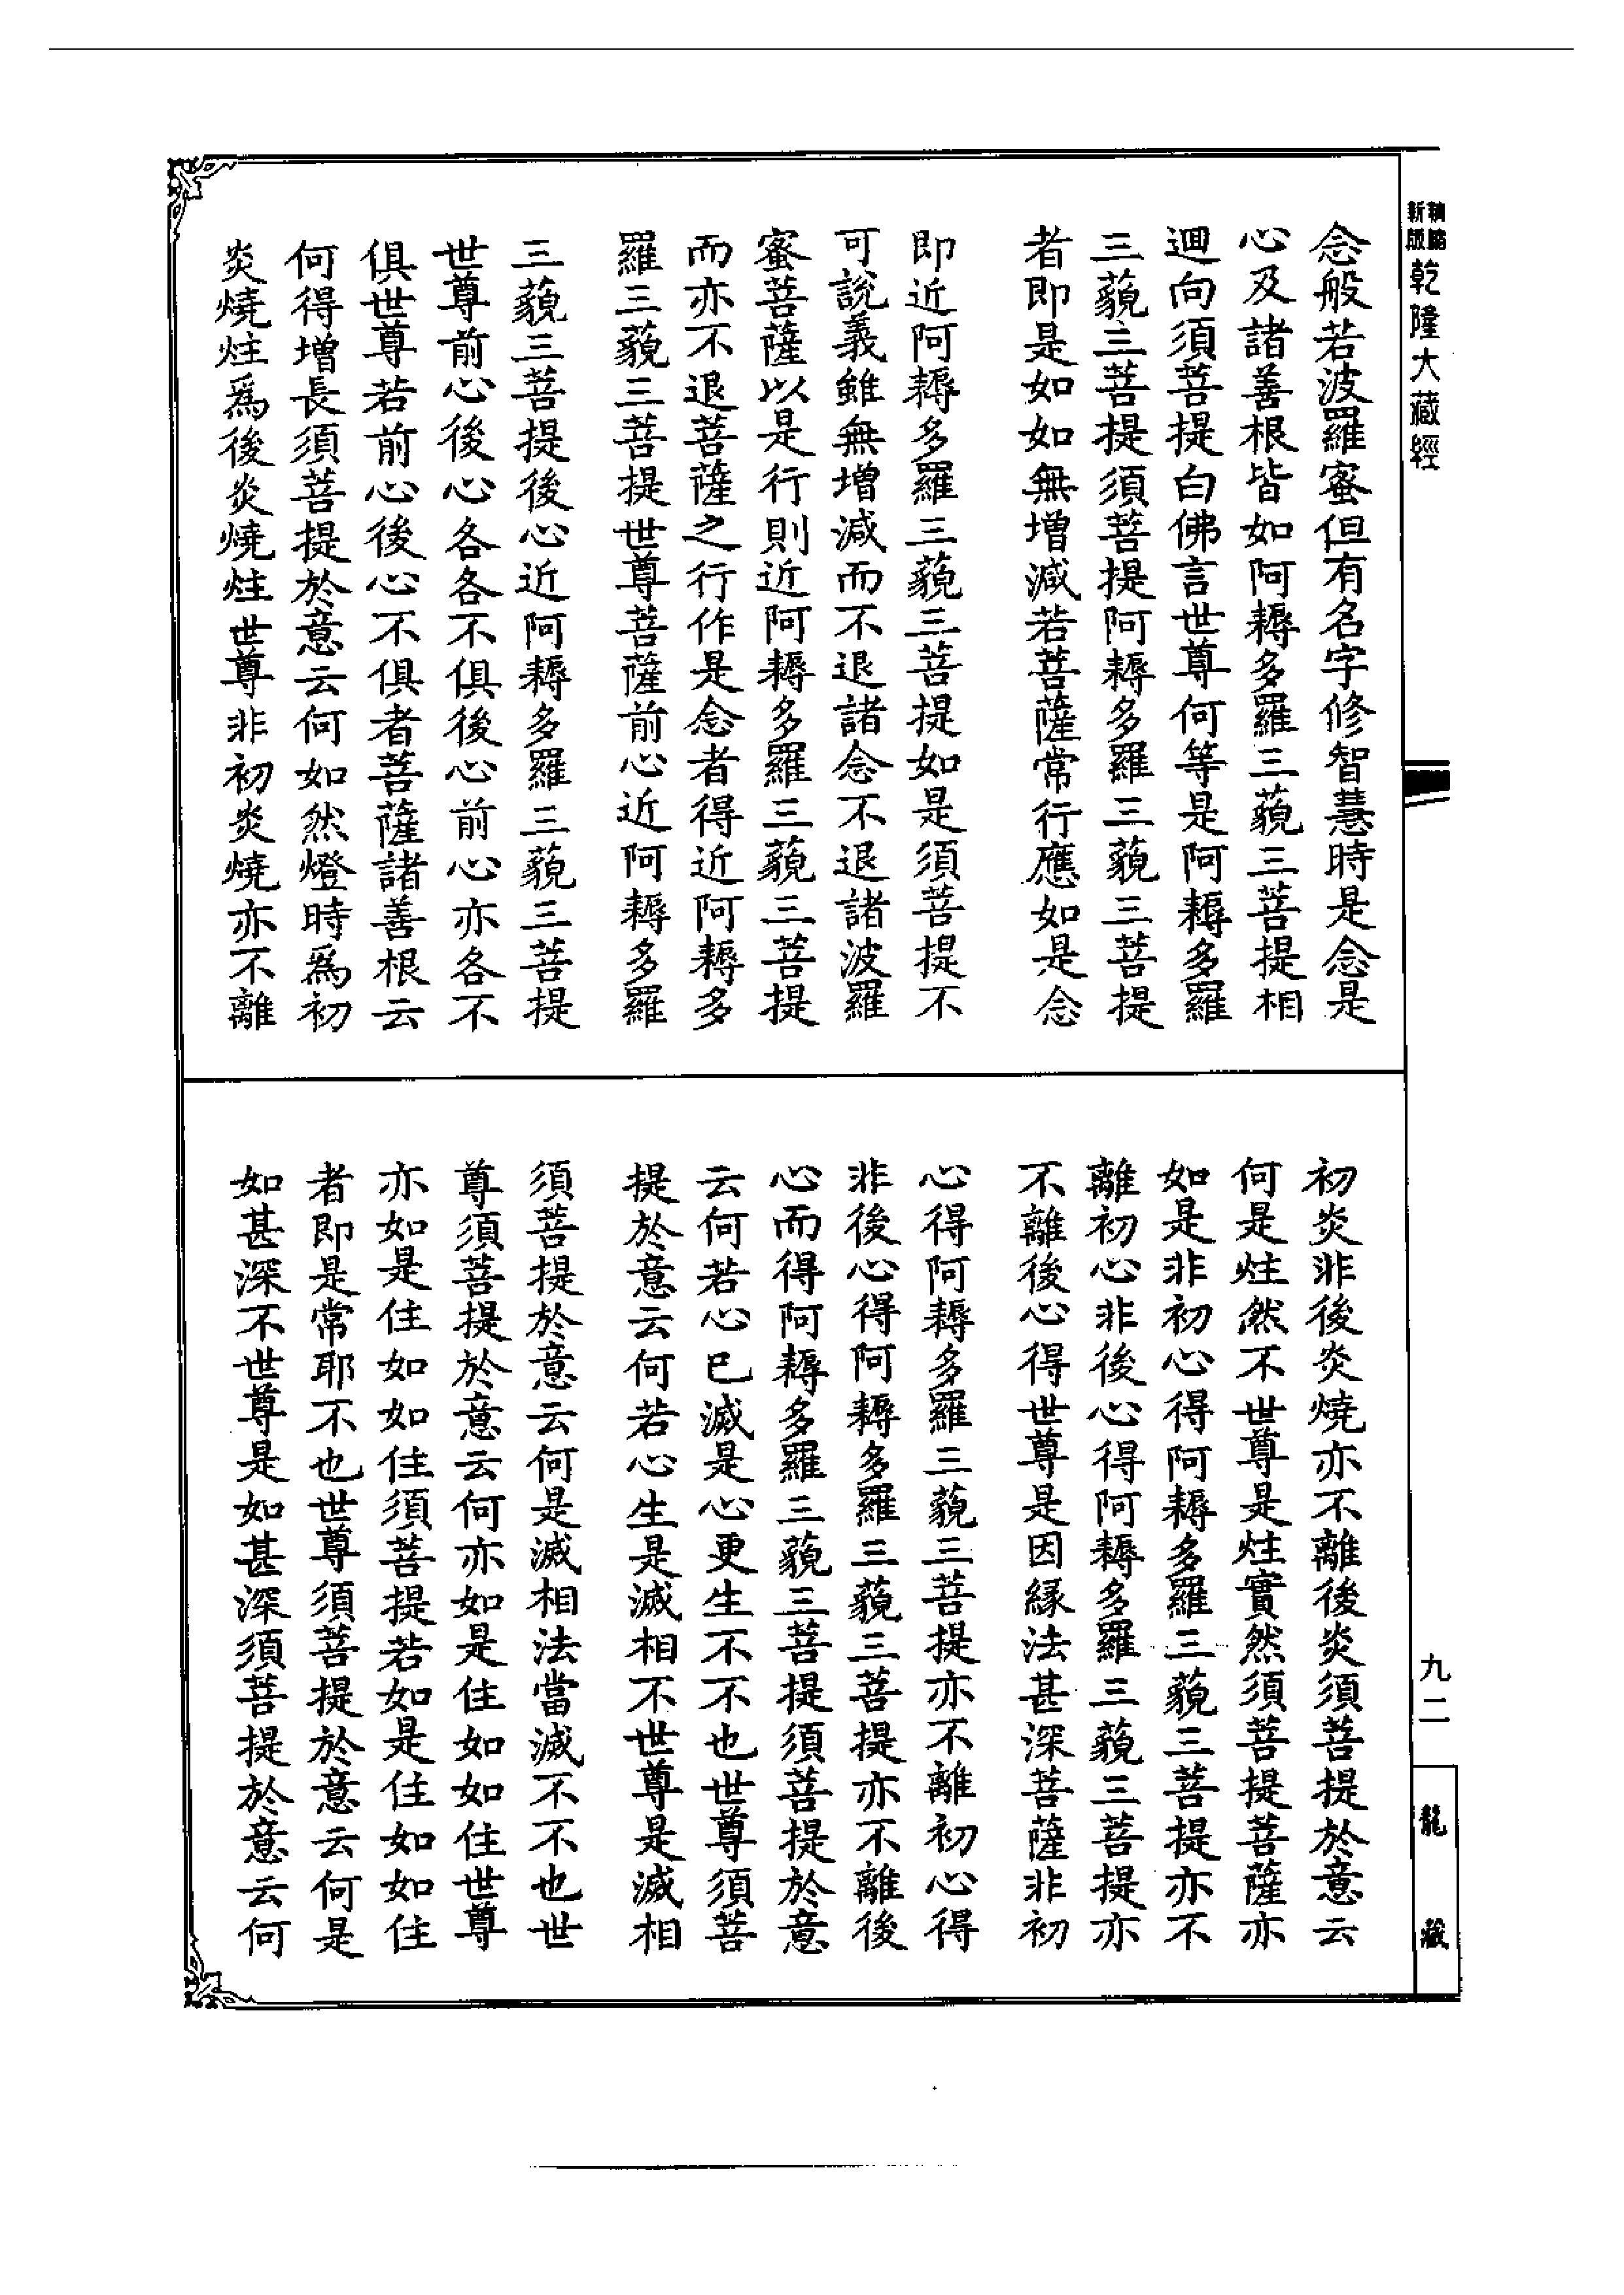 新版
精縮
乾隆大藏經
念般若波羅蜜但有名字修智慧時是念是
心及諸善根皆如阿耨多羅三藐三菩提相
迴向須菩提白佛言世尊何等是阿耨多羅
三藐三菩提須菩提阿耨多羅三藐三菩提
者即是如如無增減若菩薩常行應如是念
即近阿耨多羅三藐三菩提如是須菩提不
可說義雖無增減而不退諸念不退諸波羅
蜜菩薩以是行則近阿耨多羅三藐三菩提
而亦不退菩薩之行作是念者得近阿耨多
羅三藐三菩提世尊菩薩前心近阿耨多羅
三藐三菩提後心近阿耨多羅三藐三菩提
世尊前心後心各各不俱後心前心亦各不
俱世尊若前心後心不俱者菩薩諸善根云
何得增長須菩提於意云何如然燈時為初
炎燒炷為後炎燒炷世尊非初炎燒亦不離
初炎非後炎燒亦不離後炎須菩提於意云
何是炷然不世尊是炷實然須菩提菩薩亦
如是非初心得阿耨多羅三藐三菩提亦不
離初心非後心得阿耨多羅三藐三菩提亦
不離後心得世尊是因緣法甚深菩薩非初
心得阿耨多羅三藐三菩提亦不離初心得
非後心得阿耨多羅三藐三菩提亦不離後
心而得阿耨多羅三藐三菩提須菩提於意
云何若心已滅是心更生不不也世尊須菩
提於意云何若心生是滅相不世尊是滅相
須菩提於意云何是滅相法當滅不不也世
尊須菩提於意云何亦如是住如如住世尊
亦如是住如如住須菩提若如是住如如住
者即是常耶不也世尊須菩提於意云何是
如甚深不世尊是如甚深須菩提於意云何
九二
龍藏